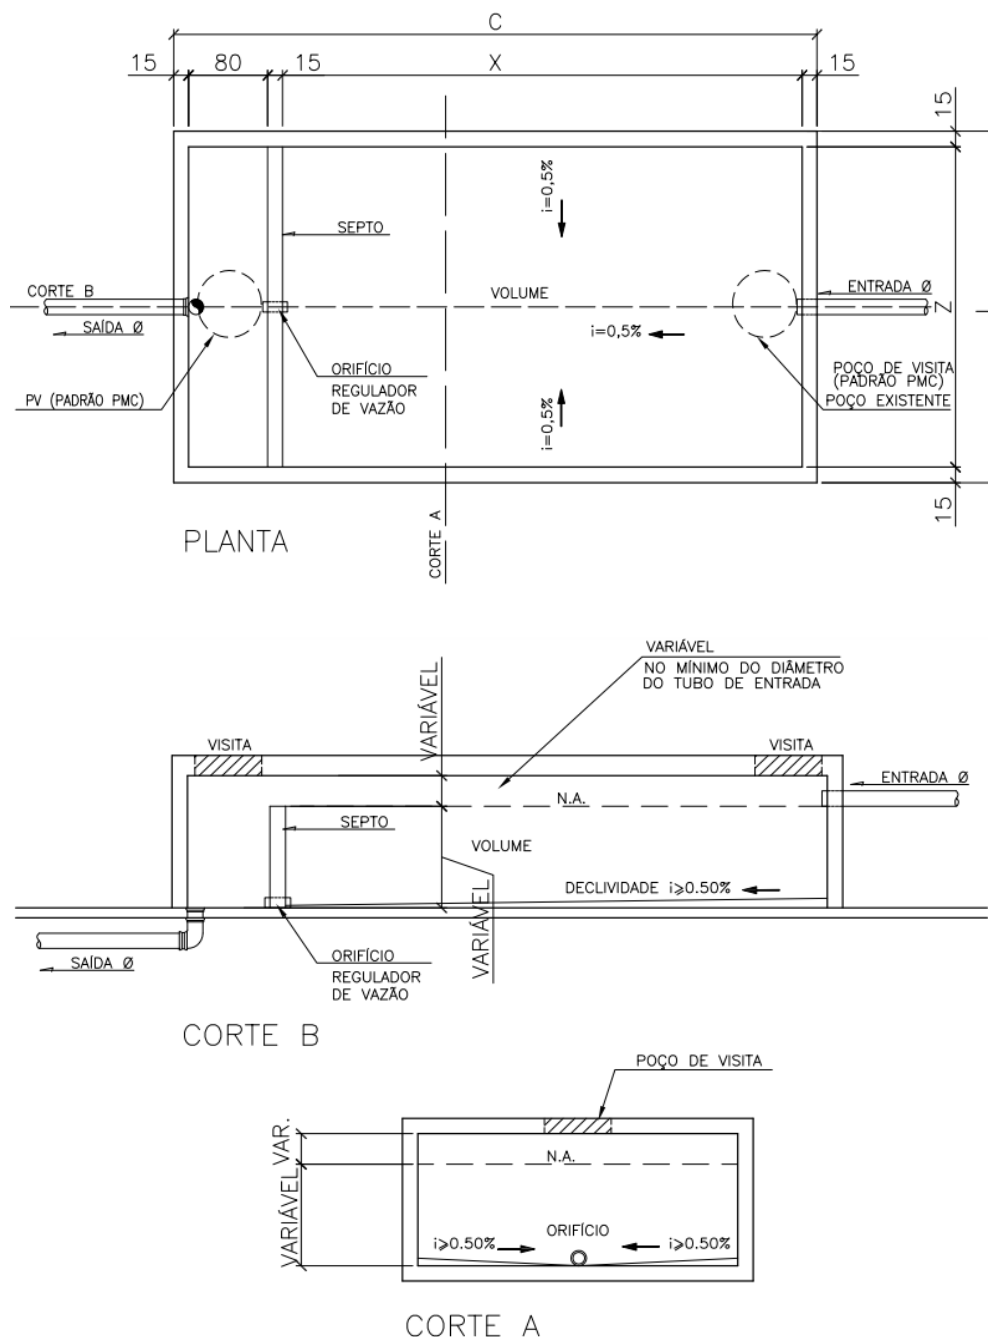 C
15
80
15
X
15
15
i=0,5%
SEPTO
CORTE B
VOLUME
ENTRADA Ø
Z
SAÍDA Ø
i=0,5%
ORIFÍCIO
REGULADOR
DE VAZÃO
POÇO DE VISITA
(PADRÃO PMC)
POÇO EXISTENTE
PV (PADRÃO PMC)
i=0,5%
15
PLANTA
CORTE A
VARIÁVEL
NO MÍNIMO DO DIÂMETRO
DO TUBO DE ENTRADA
VARIÁVEL
VISITA
VISITA
ENTRADA Ø
N.A.
SEPTO
VOLUME
DECLIVIDADE i⩾0.50%
VARIÁVEL
ORIFÍCIO
REGULADOR
DE VAZÃO
SAÍDA Ø
CORTE B
POÇO DE VISITA
VAR.
N.A.
VARIÁVEL
ORIFÍCIO
i⩾0.50%
i⩾0.50%
CORTE A